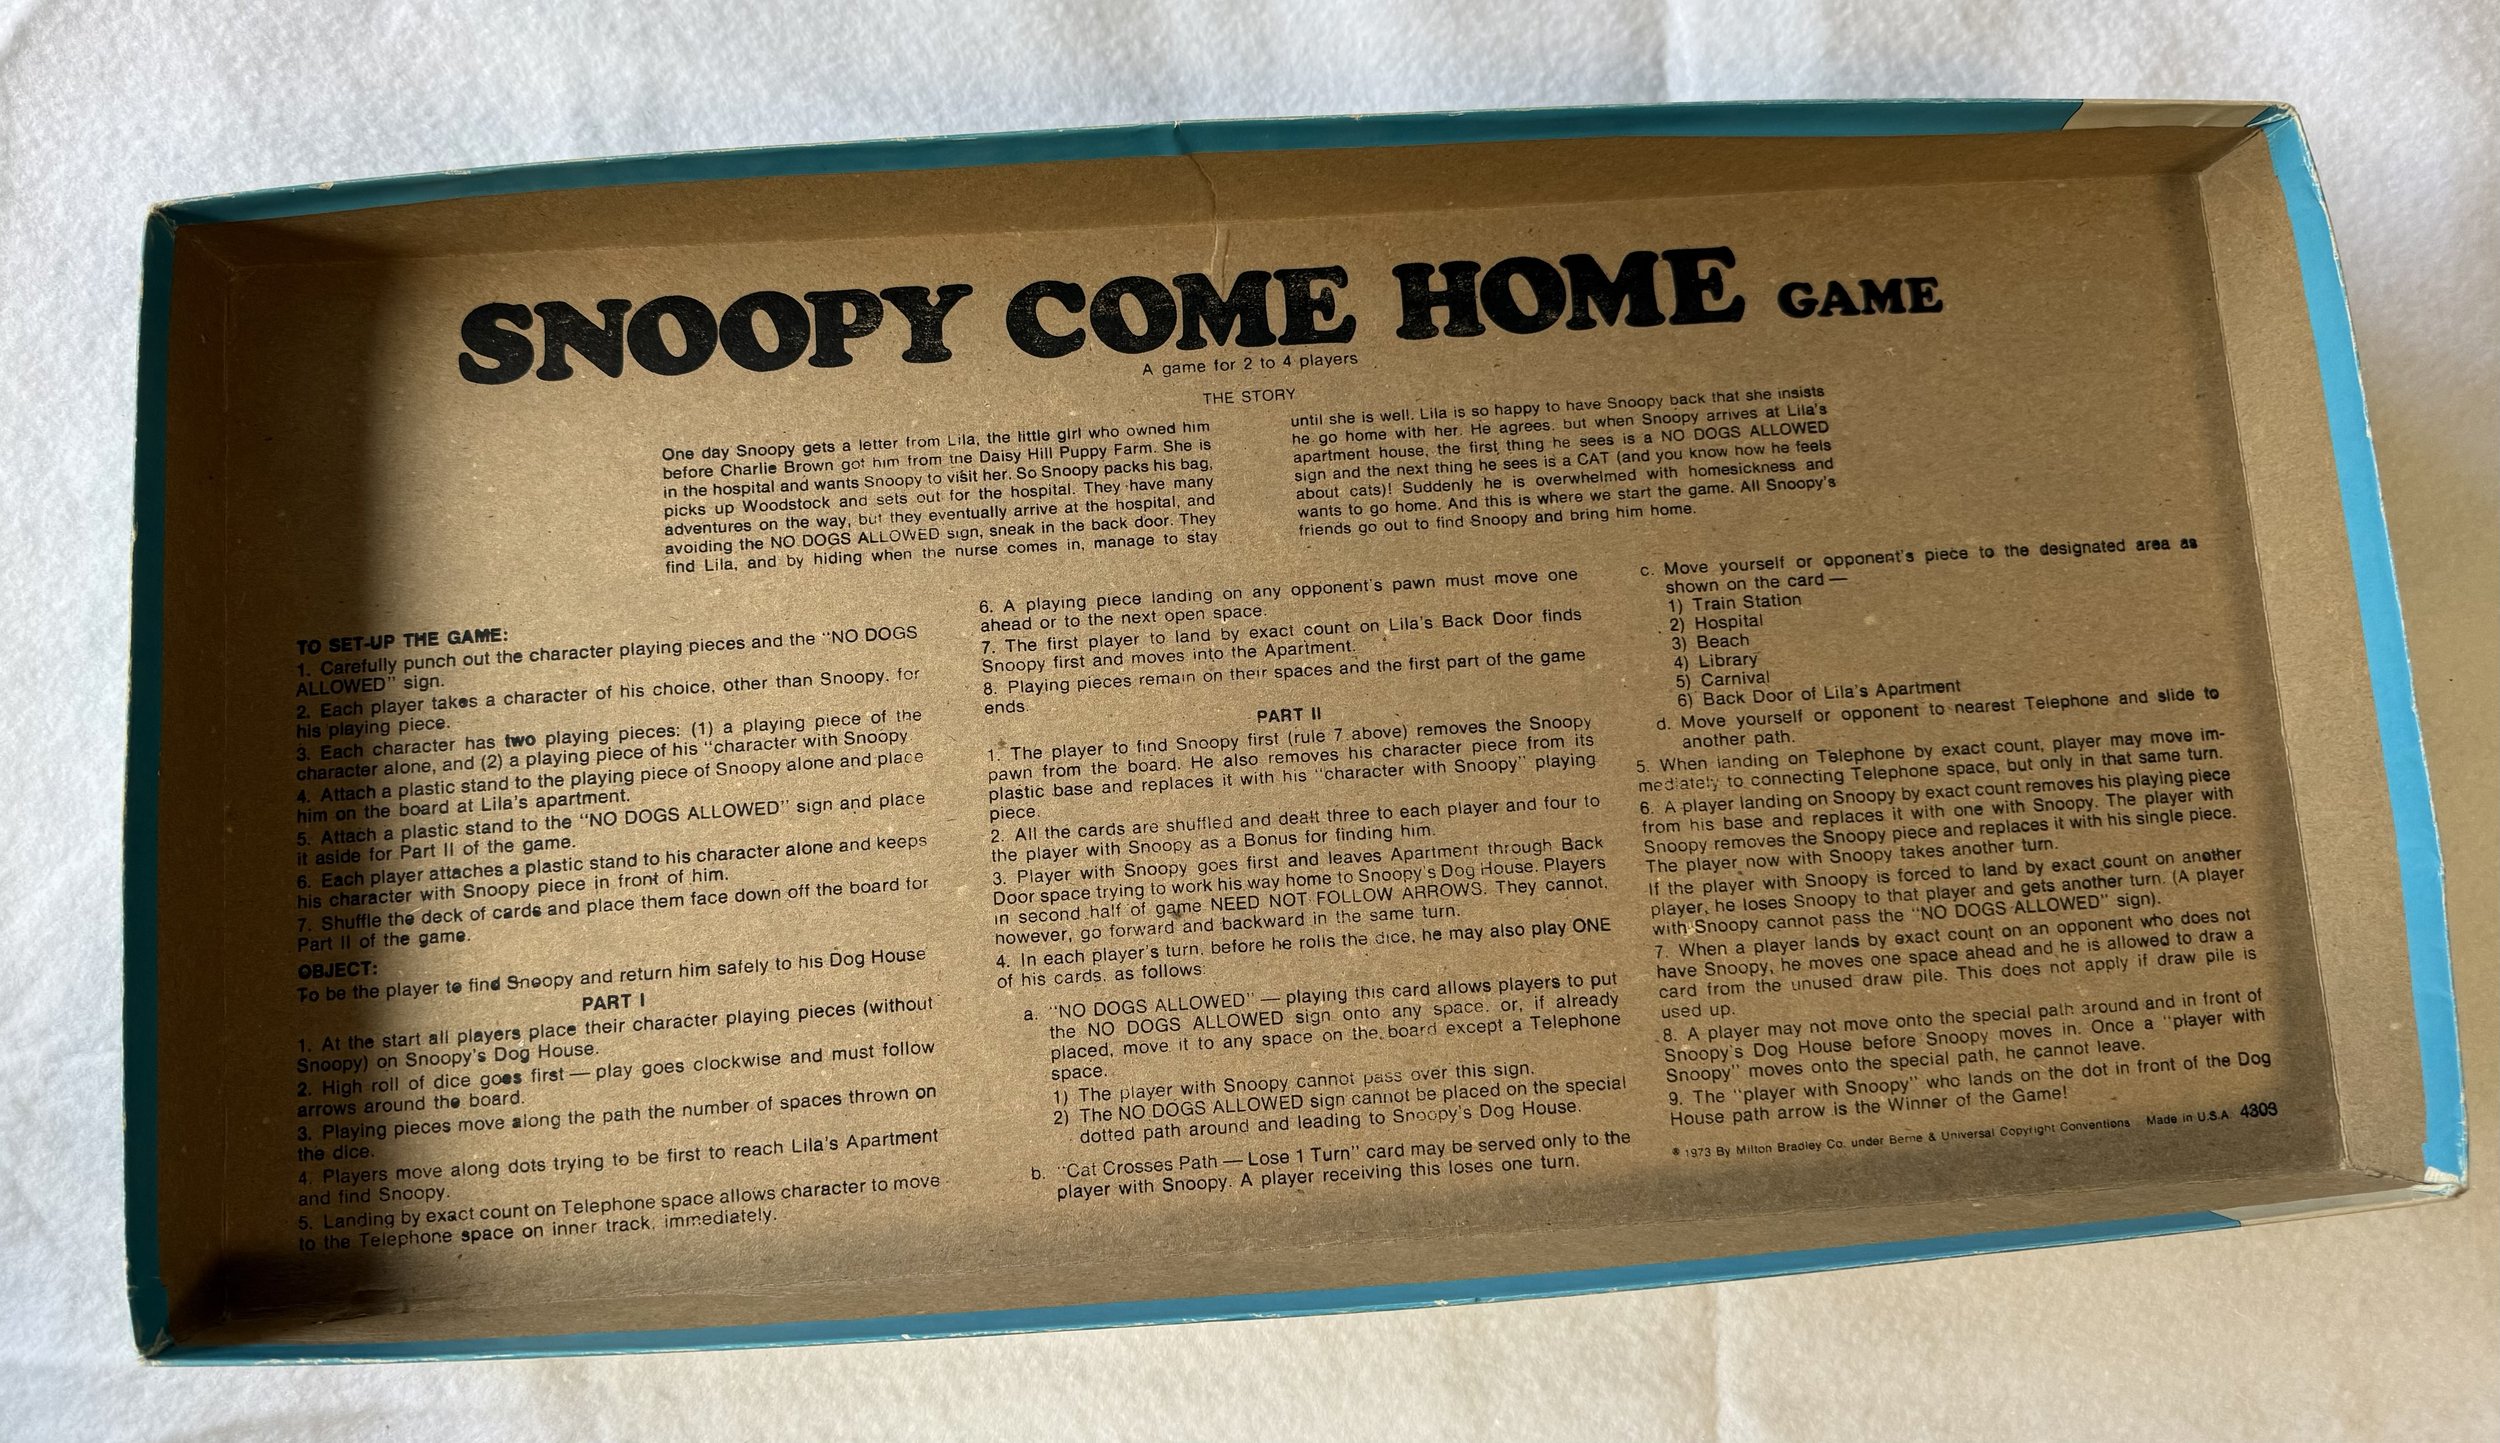 SNOOPY COME HOME GAME
A game for 2 to 4 players
THE STORY
One day Snoopy gets a letter from Lila, the little girl who owned him
before Charlie Brown got him from the Daisy Hill Puppy Farm. She is
in the hospital and wants Snoopy to visit her. So Snoopy packs his bag,
picks up Woodstock and sets out for the hospital. They have many
adventures on the way, but they eventually arrive at the hospital, and
avoiding the NO DOGS ALLOWED sign, sneak in the back door. They
find Lila, and by hiding when the nurse comes in, manage to stay
until she is well. Lila is so happy to have Snoopy back that she insists
he go home with her. He agrees, but when Snoopy arrives at Lila's
apartment house, the first thing he sees is a NO DOGS ALLOWED
sign and the next thing he sees is a CAT (and you know how he feels
about cats)! Suddenly he is overwhelmed with homesickness and
wants to go home. And this is where we start the game. All Snoopy's
friends go out to find Snoopy and bring him home.
TO SET-UP THE GAME:
1. Carefully punch out the character playing pieces and the "NO DOGS
ALLOWED" sign.
2. Each player takes a character of his choice, other than Snoopy, for
his playing piece.
3. Each character has two playing pieces: (1) a playing piece of the
character alone, and (2) a playing piece of his "character with Snoopy
4. Attach a plastic stand to the playing piece of Snoopy alone and place
him on the board at Lila's apartment.
5. Attach a plastic stand to the "NO DOGS ALLOWED" sign and place
it aside for Part II of the game.
6. Each player attaches a plastic stand to his character alone and keeps
his character with Snoopy piece in front of him.
7. Shuffle the deck of cards and place them face down off the board for
Part II of the game.
OBJECT:
To be the player to find Snoopy and return him safely to his Dog House
PART I
1. At the start all players place their character playing pieces (without
Snoopy) on Snoopy's Dog House.
2. High roll of dice goes first — play goes clockwise and must follow
arrows around the board.
3. Playing pieces move along the path the number of spaces thrown on
the dice.
4. Players move along dots trying to be first to reach Lila's Apartment
and find Snoopy.
5. Landing by exact count on Telephone space allows character to move
to the Telephone space on inner track, immediately.
6. A playing piece landing on any opponent's pawn must move one
ahead or to the next open space.
7. The first player to land by exact count on Lila's Back Door finds
Snoopy first and moves into the Apartment.
8. Playing pieces remain on their spaces and the first part of the game
ends.
PART II
1. The player to find Snoopy first (rule 7 above) removes the Snoopy
pawn from the board. He also removes his character piece from its
plastic base and replaces it with his "character with Snoopy" playing
piece.
2. All the cards are shuffled and dealt three to each player and four to
the player with Snoopy as a Bonus for finding him.
3. Player with Snoopy goes first and leaves Apartment through Back
Door space trying to work his way home to Snoopy's Dog House. Players
in second half of game NEED NOT FOLLOW ARROWS. They cannot,
however, go forward and backward in the same turn.
4. In each player's turn, before he rolls the dice, he may also play ONE
of his cards, as follows:
a. "NO DOGS ALLOWED" — playing this card allows players to put
the NO DOGS ALLOWED sign onto any space, or, if already
placed, move it to any space on the board except a Telephone
space.
1) The player with Snoopy cannot pass over this sign.
2) The NO DOGS ALLOWED sign cannot be placed on the special
dotted path around and leading to Snoopy's Dog House.
b. "Cat Crosses Path — Lose 1 Turn" card may be served only to the
player with Snoopy. A player receiving this loses one turn.
c. Move yourself or opponent's piece to the designated area as
shown on the card —
1) Train Station
2) Hospital
3) Beach
4) Library
5) Carnival
6) Back Door of Lila's Apartment
d. Move yourself or opponent to nearest Telephone and slide to
another path.
5. When landing on Telephone by exact count, player may move im-
mediately to connecting Telephone space, but only in that same turn.
6. A player landing on Snoopy by exact count removes his playing piece
from his base and replaces it with one with Snoopy. The player with
Snoopy removes the Snoopy piece and replaces it with his single piece.
The player now with Snoopy takes another turn.
If the player with Snoopy is forced to land by exact count on another
player, he loses Snoopy to that player and gets another turn. (A player
with Snoopy cannot pass the "NO DOGS ALLOWED" sign).
7. When a player lands by exact count on an opponent who does not
have Snoopy, he moves one space ahead and he is allowed to draw a
card from the unused draw pile. This does not apply if draw pile is
used up.
8. A player may not move onto the special path around and in front of
Snoopy's Dog House before Snoopy moves in. Once a "player with
Snoopy" moves onto the special path, he cannot leave.
9. The "player with Snoopy" who lands on the dot in front of the Dog
House path arrow is the Winner of the Game!
® 1973 By Milton Bradley Co. under Berne & Universal Copyright Conventions Made in U.S.A 4303